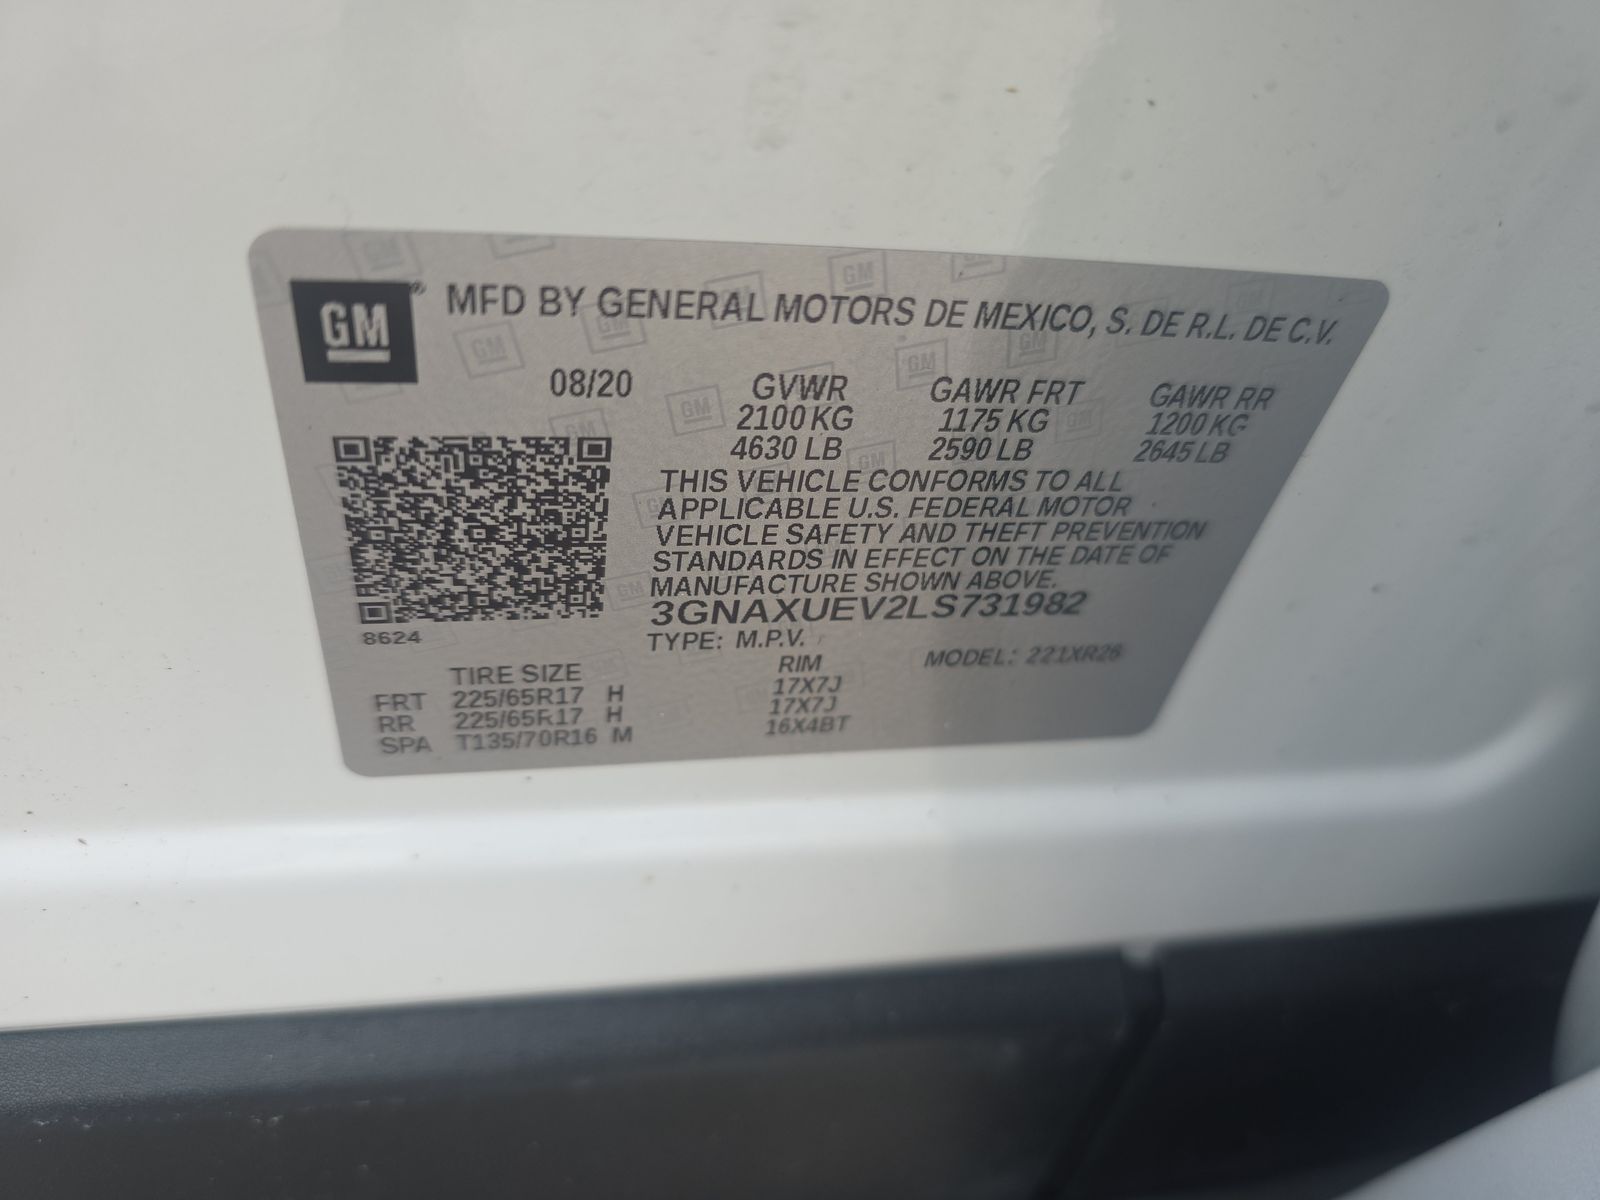 GM® MFD BY GENERAL MOTORS DE MEXICO, S. DE R.L. DE C.V.
08/20 GVWR GAWR FRT GAWR RR
2100 KG 1175 KG 1200 KG
4630 LB 2590 LB 2645 LB
THIS VEHICLE CONFORMS TO ALL
APPLICABLE U.S. FEDERAL MOTOR
VEHICLE SAFETY AND THEFT PREVENTION
STANDARDS IN EFFECT ON THE DATE OF
MANUFACTURE SHOWN ABOVE.
3GNAXUEV2LS731982
8624
TYPE: M.P.V. MODEL: 221XR26
TIRE SIZE RIM
FRT 225/65R17 H 17X7J
RR 225/65R17 H 17X7J
SPA T135/70R16 M 16X4BT